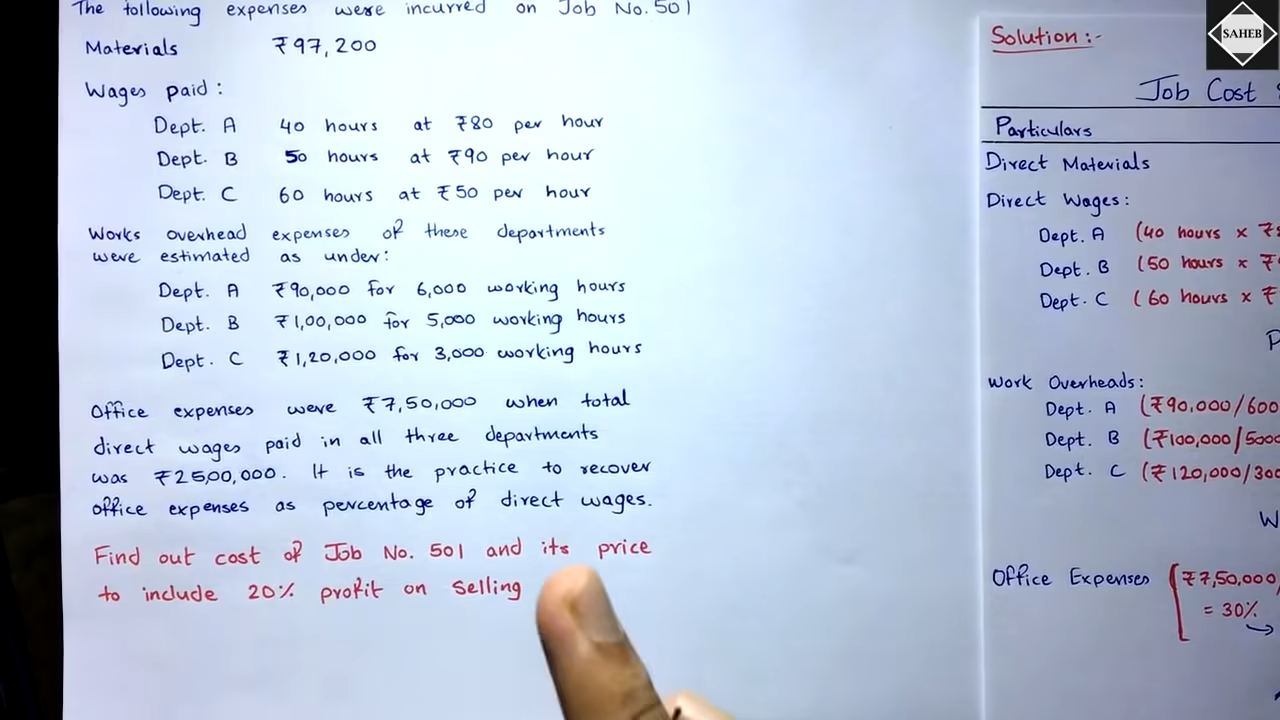 The following expenses were incurred on Job No. 501
Materials ₹97,200
Wages paid:
Dept. A 40 hours at ₹80 per hour
Dept. B 50 hours at ₹90 per hour
Dept. C 60 hours at ₹50 per hour
Works overhead expenses of these departments
were estimated as under:
Dept. A ₹90,000 for 6,000 working hours
Dept. B ₹1,00,000 for 5,000 working hours
Dept. C ₹1,20,000 for 3,000 working hours
Office expenses were ₹7,50,000 when total
direct wages paid in all three departments
was ₹25,00,000. It is the practice to recover
office expenses as percentage of direct wages.
Find out cost of Job No. 501 and its price
to include 20% profit on Selling
SAHEB
Solution:-
Job Cost
Particulars
Direct Materials
Direct Wages:
Dept. A (40 hours x ₹8
Dept. B (50 hours x ₹
Dept. C (60 hours x ₹
P
Work Overheads:
Dept. A (₹90,000/600
Dept. B (₹100,000/5000
Dept. C (₹120,000/300
W
Office Expenses ₹7,50,000
= 30%